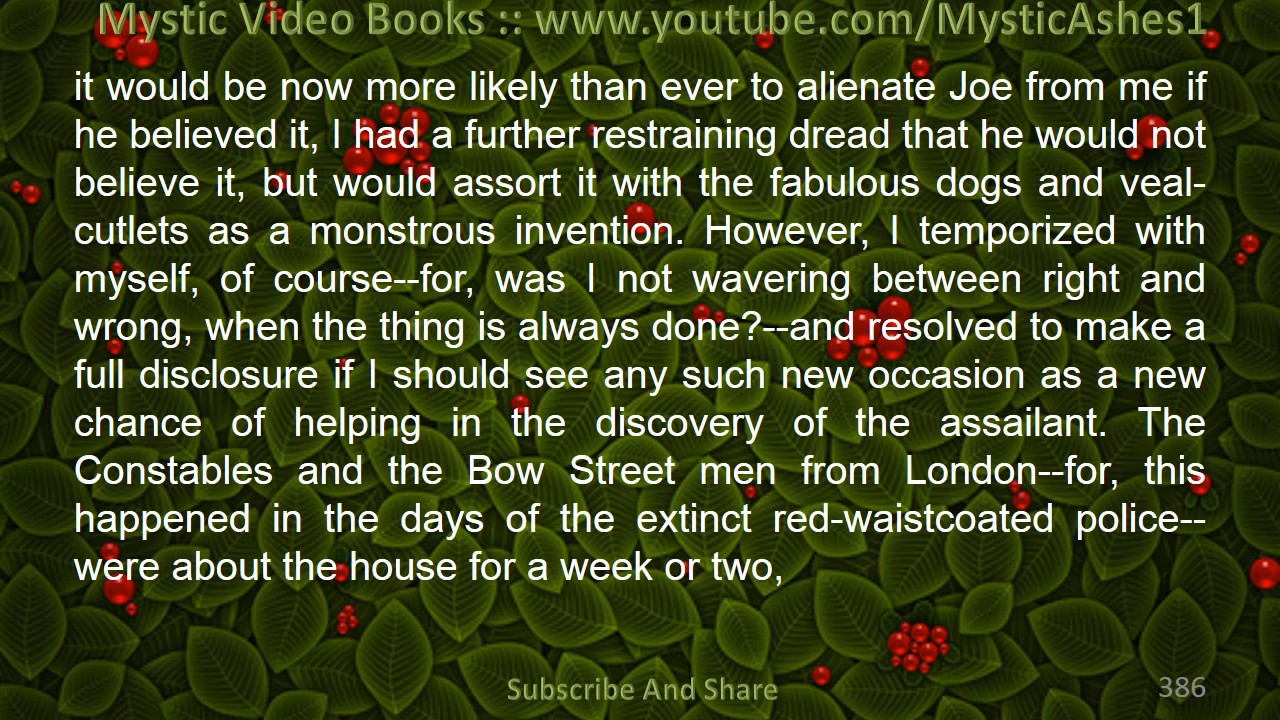 Mystic Video Books :: www.youtube.com/MysticAshes1
it would be now more likely than ever to alienate Joe from me if
he believed it, I had a further restraining dread that he would not
believe it, but would assort it with the fabulous dogs and veal-
cutlets as a monstrous invention. However, I temporized with
myself, of course--for, was I not wavering between right and
wrong, when the thing is always done?--and resolved to make a
full disclosure if I should see any such new occasion as a new
chance of helping in the discovery of the assailant. The
Constables and the Bow Street men from London--for, this
happened in the days of the extinct red-waistcoated police--
were about the house for a week or two,
Subscribe And Share
386